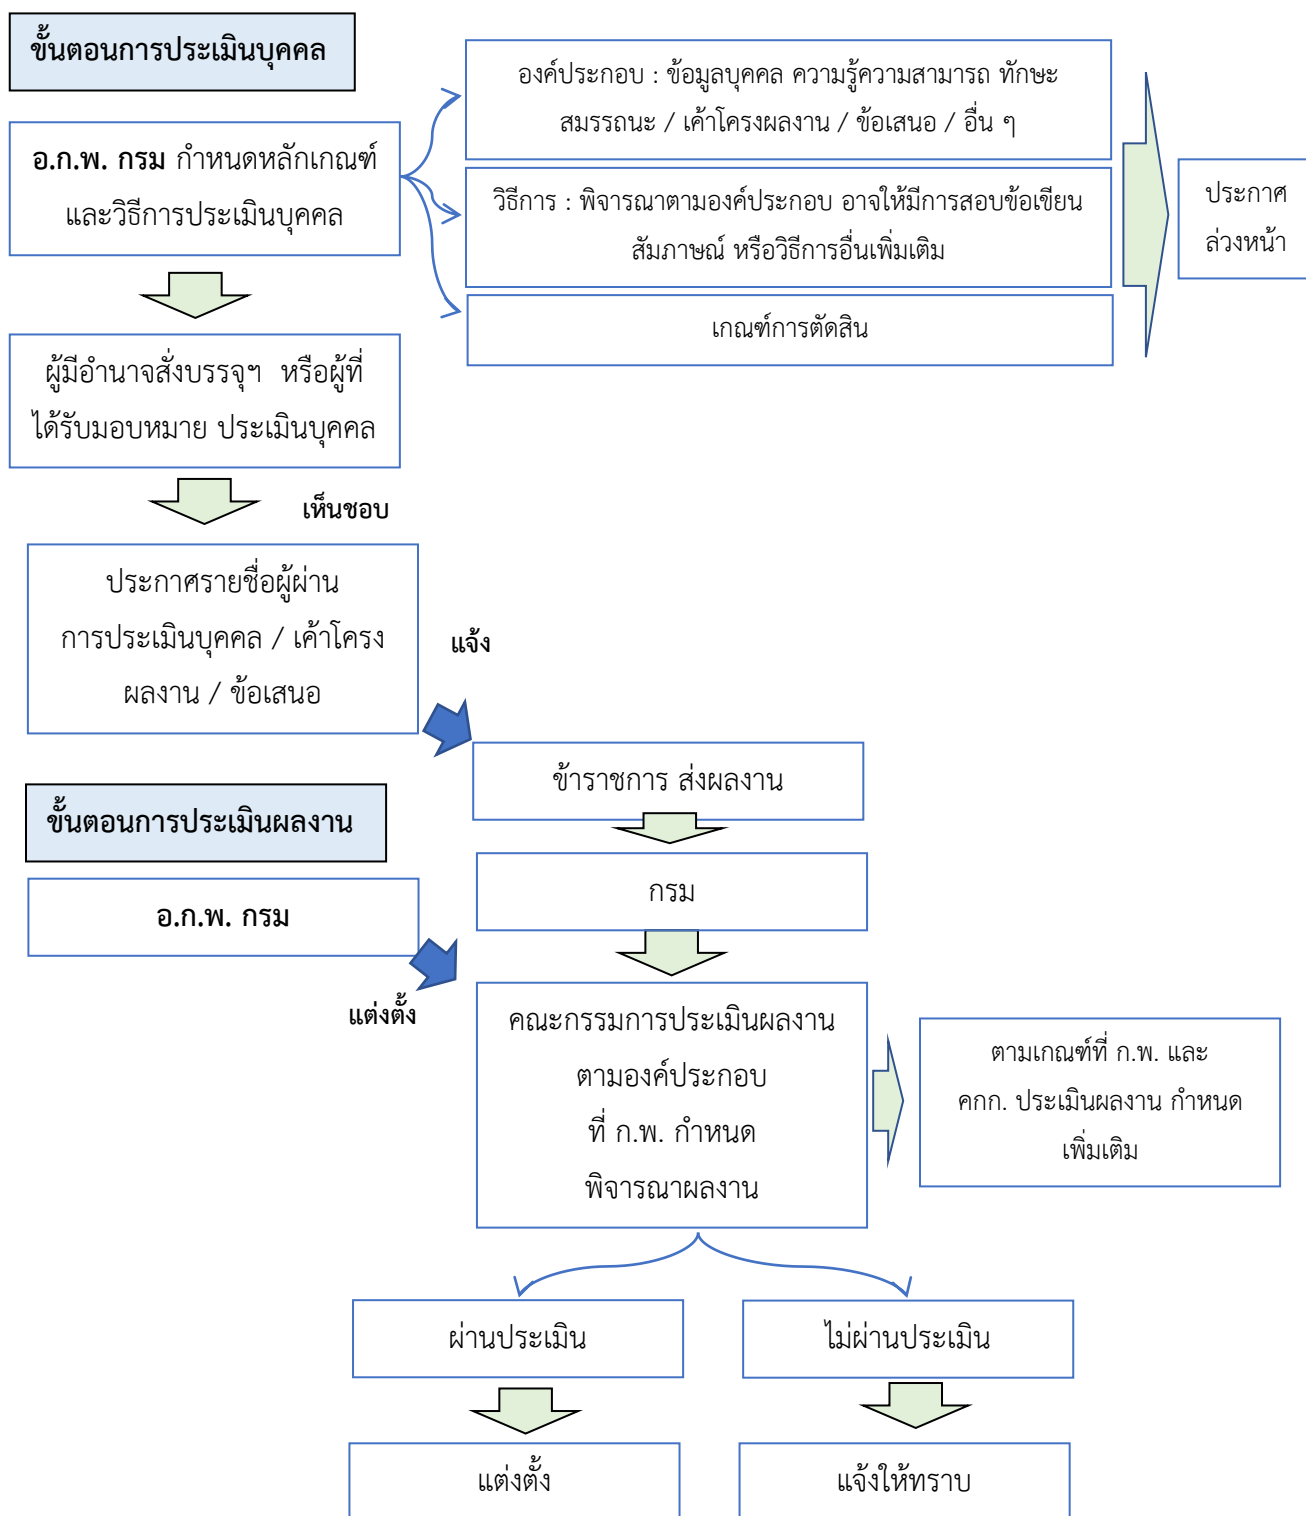 ขั้นตอนการประเมินบุคคล
อ.ก.พ. กรม กำหนดหลักเกณฑ์
และวิธีการประเมินบุคคล
องค์ประกอบ : ข้อมูลบุคคล ความรู้ความสามารถ ทักษะ
สมรรถนะ / เค้าโครงผลงาน / ข้อเสนอ / อื่น ๆ
วิธีการ : พิจารณาตามองค์ประกอบ อาจให้มีการสอบข้อเขียน
สัมภาษณ์ หรือวิธีการอื่นเพิ่มเติม
เกณฑ์การตัดสิน
ประกาศ
ล่วงหน้า
ผู้มีอำนาจสั่งบรรจุฯ หรือผู้ที่
ได้รับมอบหมาย ประเมินบุคคล
เห็นชอบ
ประกาศรายชื่อผู้ผ่าน
การประเมินบุคคล / เค้าโครง
ผลงาน / ข้อเสนอ
แจ้ง
ข้าราชการ ส่งผลงาน
ขั้นตอนการประเมินผลงาน
กรม
อ.ก.พ. กรม
แต่งตั้ง
คณะกรรมการประเมินผลงาน
ตามองค์ประกอบ
ที่ ก.พ. กำหนด
พิจารณาผลงาน
ตามเกณฑ์ที่ ก.พ. และ
คกก. ประเมินผลงาน กำหนด
เพิ่มเติม
ผ่านประเมิน
ไม่ผ่านประเมิน
แต่งตั้ง
แจ้งให้ทราบ